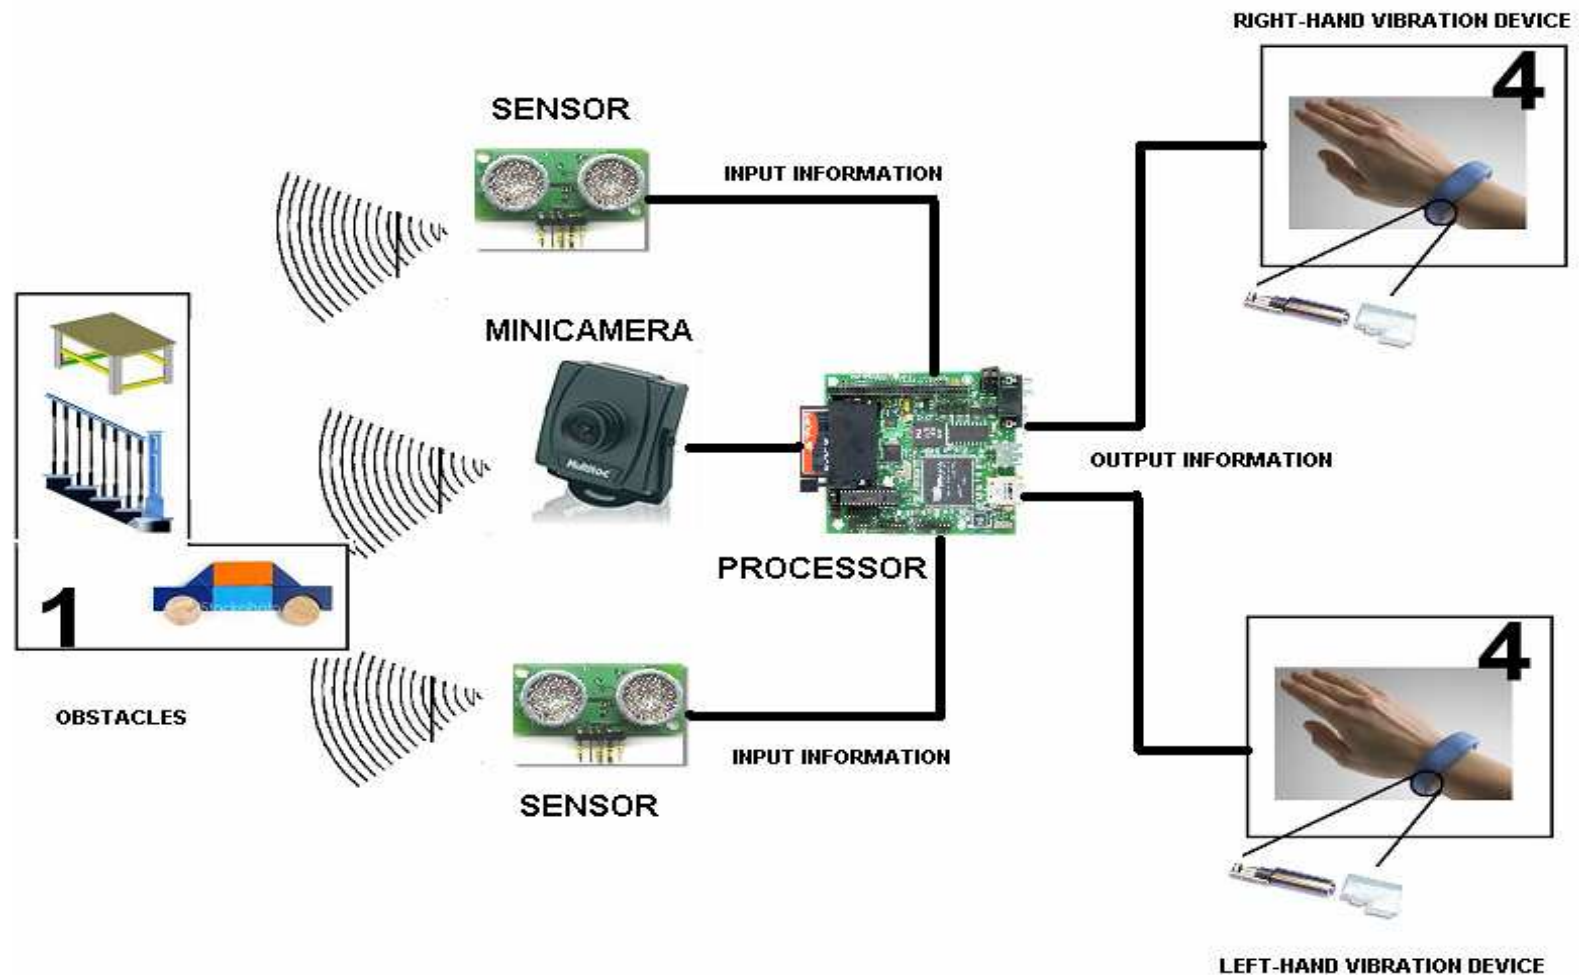 RIGHT-HAND VIBRATION DEVICE
4
SENSOR
INPUT INFORMATION
MINICAMERA
OUTPUT INFORMATION
PROCESSOR
1
OBSTACLES
4
INPUT INFORMATION
SENSOR
LEFT-HAND VIBRATION DEVICE